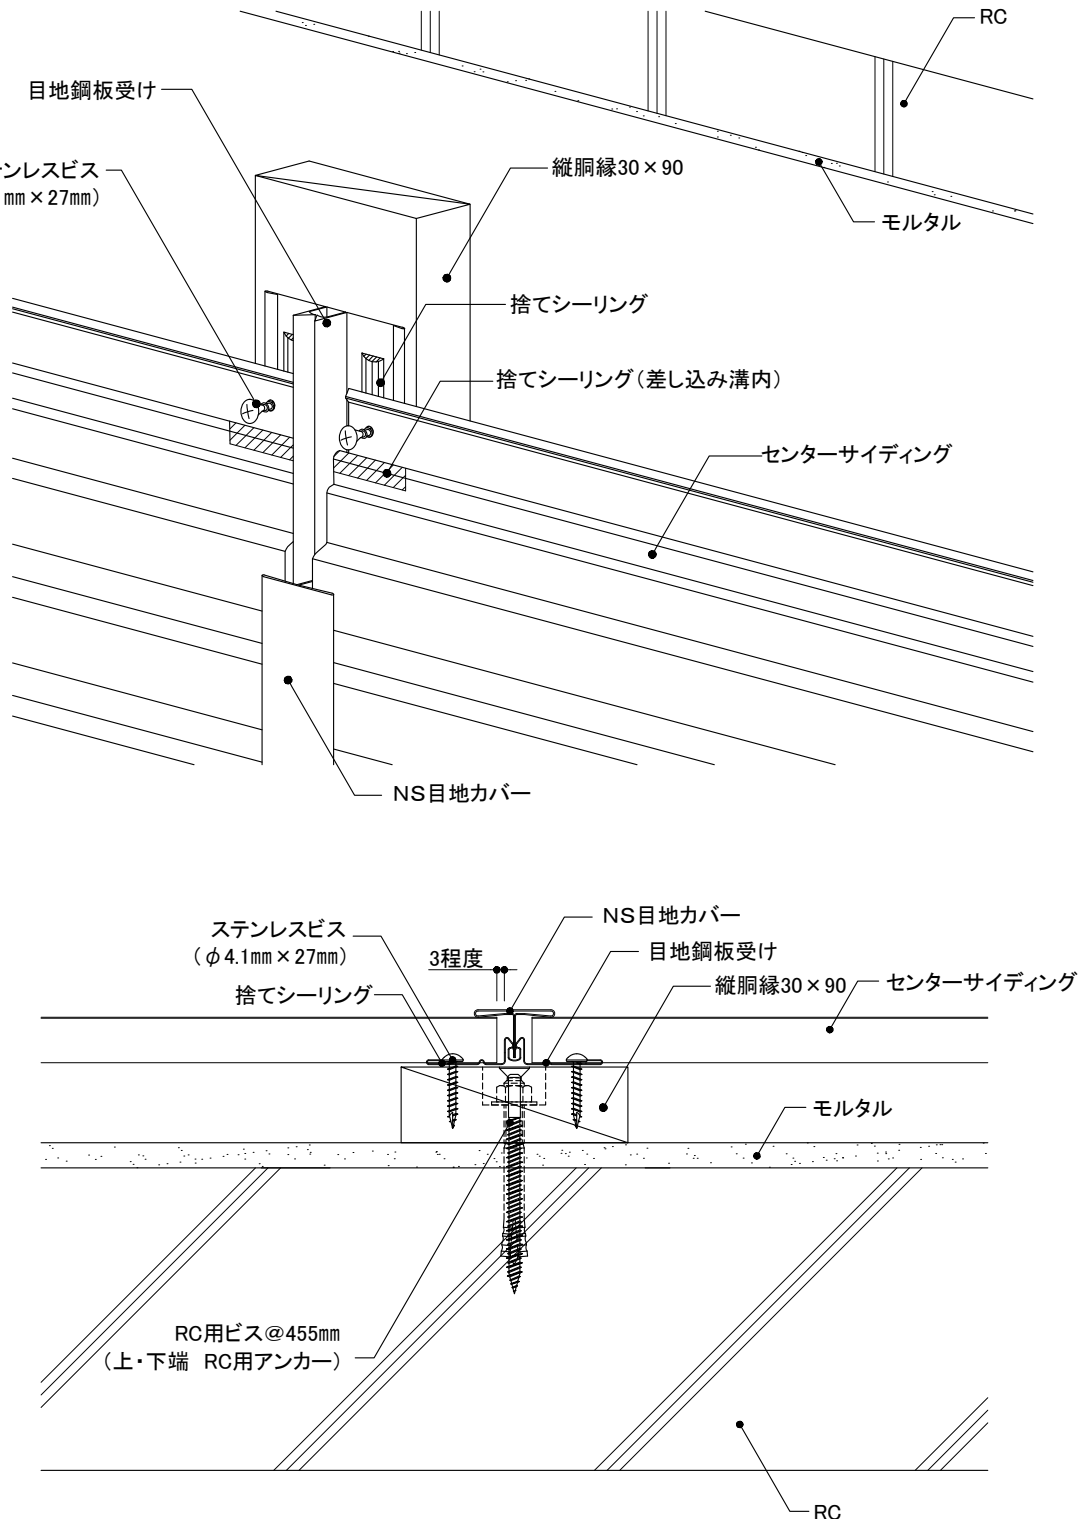 RC
目地鋼板受け
ンレスビス
mm×27mm)
縦胴縁30×90
モルタル
捨てシーリング
捨てシーリング(差し込み溝内)
センターサイディング
NS目地カバー
NS目地カバー
ステンレスビス
(φ4.1mm×27mm)
3程度
目地鋼板受け
捨てシーリング
縦胴縁30×90
センターサイディング
モルタル
RC用ビス@455mm
(上・下端 RC用アンカー)
RC